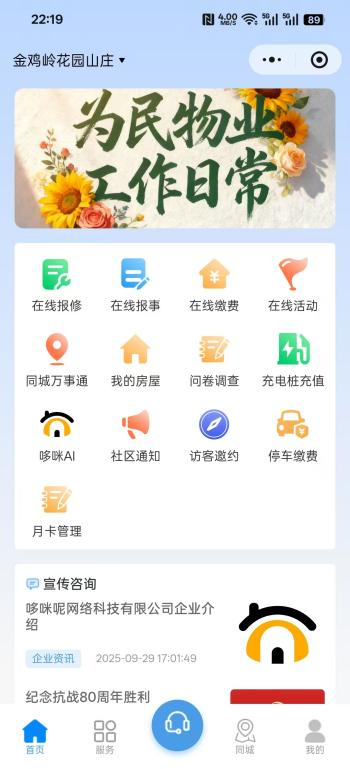 22:19
4.00
MB/S
5G
5G
89
金鸡岭花园山庄
为民物业
工作日常
在线报修
在线报事
在线缴费
在线活动
同城万事通
我的房屋
问卷调查
充电桩充值
哆咪AI
社区通知
访客邀约
停车缴费
月卡管理
宣传咨询
哆咪呢网络科技有限公司企业介
绍
企业资讯
2025-09-29 17:01:49
纪念抗战80周年胜利
首页
服务
同城
我的